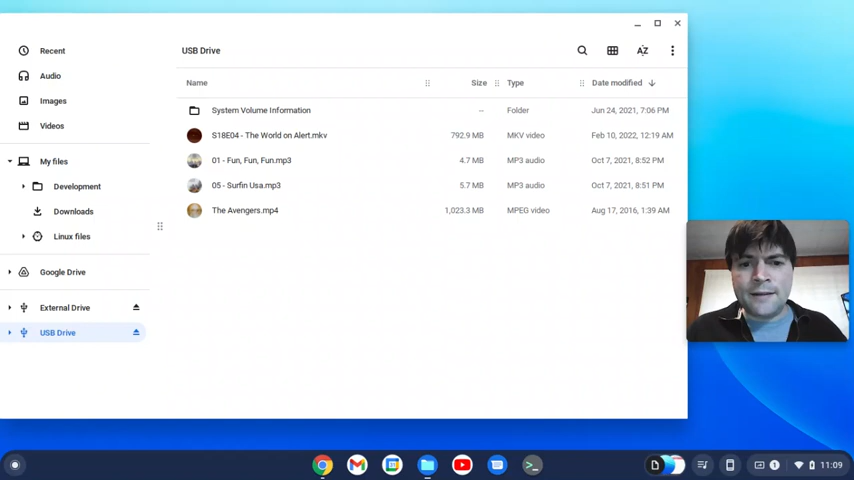 Recent
Audio
Images
Videos
My files
Development
Downloads
Linux files
Google Drive
External Drive
USB Drive
USB Drive
AZ
Name Size Type Date modified
System Volume Information -- Folder Jun 24, 2021, 7:06 PM
S18E04 - The World on Alert.mkv 792.9 MB MKV video Feb 10, 2022, 12:19 AM
01 - Fun, Fun, Fun.mp3 4.7 MB MP3 audio Oct 7, 2021, 8:52 PM
05 - Surfin Usa.mp3 5.7 MB MP3 audio Oct 7, 2021, 8:51 PM
The Avengers.mp4 1,023.3 MB MPEG video Aug 17, 2016, 1:39 AM
1 11:09